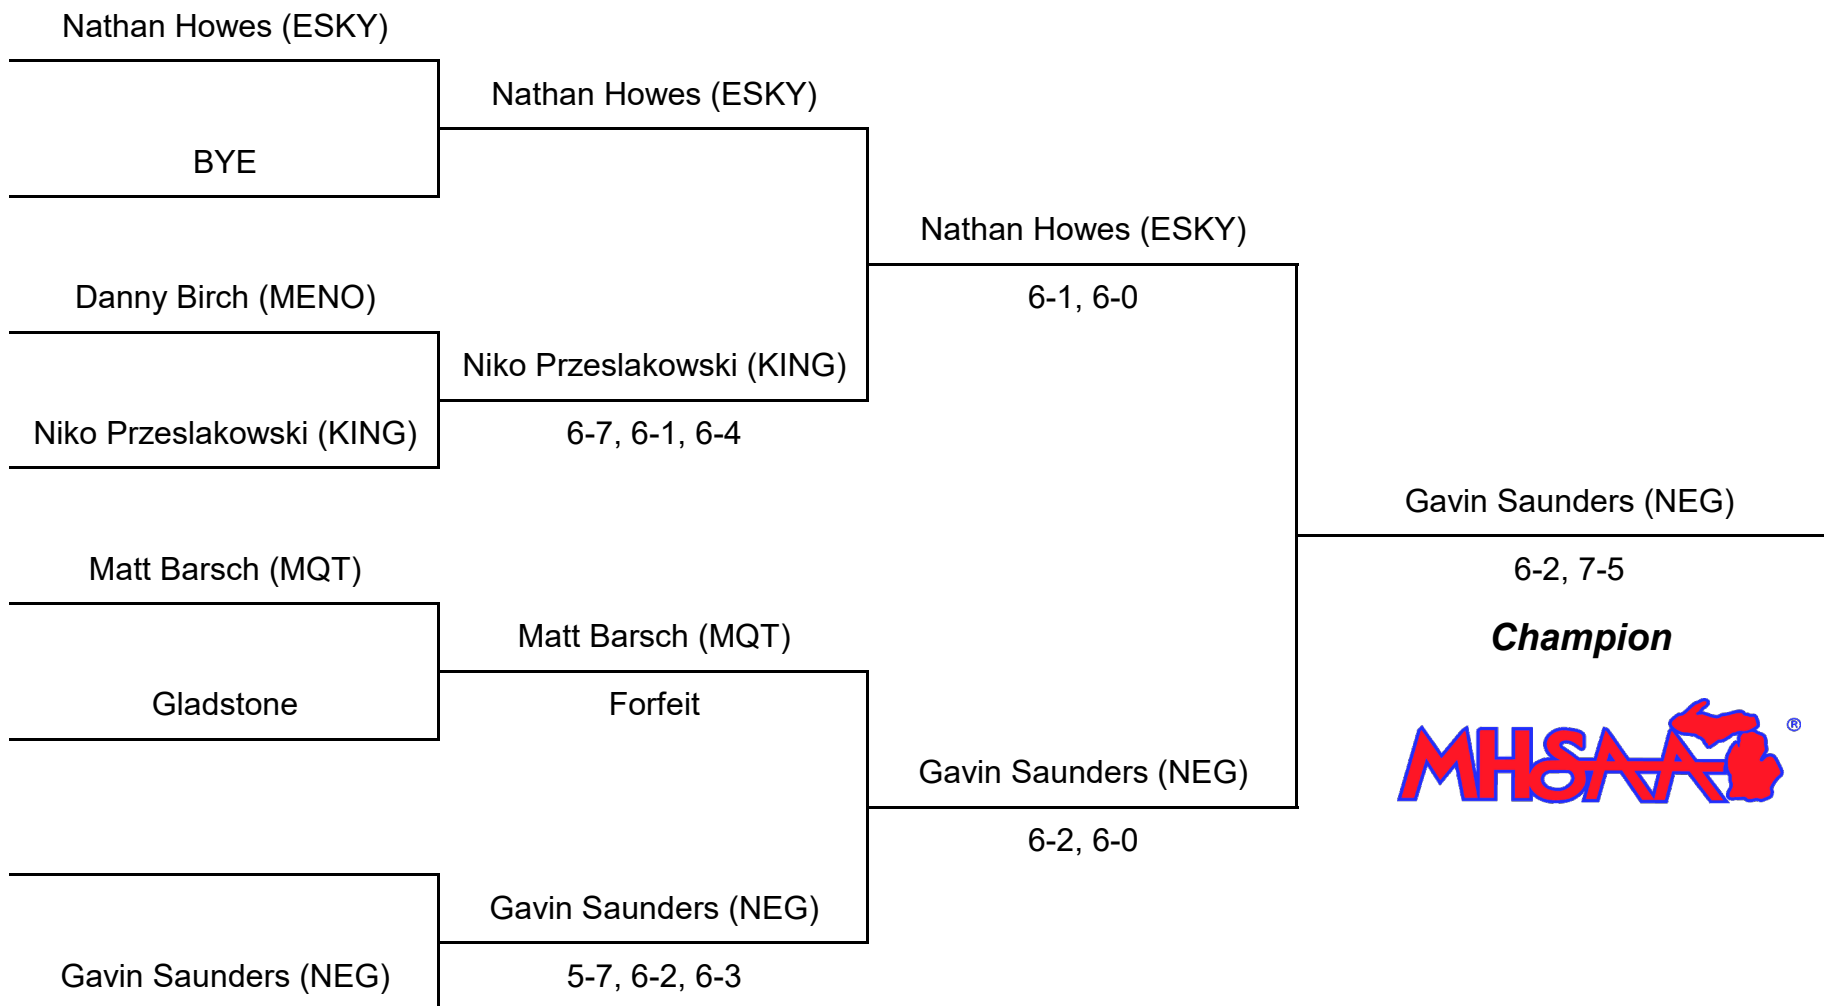 Nathan Howes (ESKY)
Nathan Howes (ESKY)
BYE
Nathan Howes (ESKY)
Danny Birch (MENO)
6-1, 6-0
Niko Przeslakowski (KING)
Niko Przeslakowski (KING)
6-7, 6-1, 6-4
Gavin Saunders (NEG)
Matt Barsch (MQT)
6-2, 7-5
Matt Barsch (MQT)
Champion
Gladstone
Forfeit
MHSAA ®
Gavin Saunders (NEG)
6-2, 6-0
Gavin Saunders (NEG)
Gavin Saunders (NEG)
5-7, 6-2, 6-3